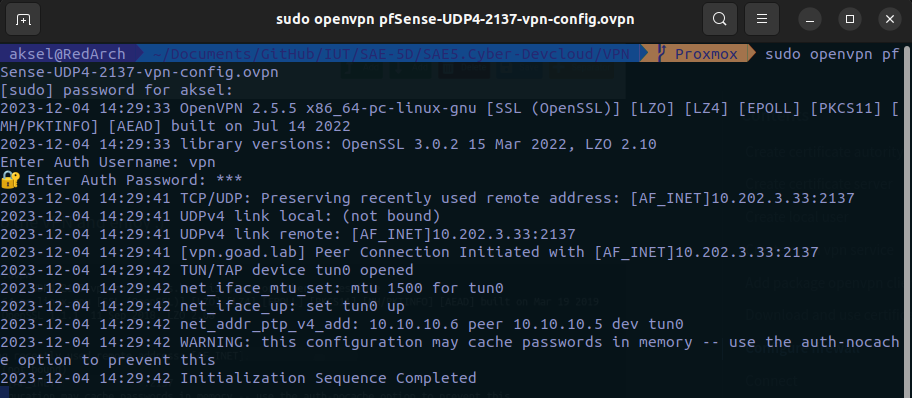 sudo openvpn pfSense-UDP4-2137-vpn-config.ovpn
aksel@RedArch ~/Documents/GitHub/IUT/SAE-5D/SAE5.Cyber-Devcloud/VPN Proxmox sudo openvpn pf
Sense-UDP4-2137-vpn-config.ovpn
[sudo] password for aksel:
2023-12-04 14:29:33 OpenVPN 2.5.5 x86_64-pc-linux-gnu [SSL (OpenSSL)] [LZO] [LZ4] [EPOLL] [PKCS11] [
MH/PKTINFO] [AEAD] built on Jul 14 2022
2023-12-04 14:29:33 library versions: OpenSSL 3.0.2 15 Mar 2022, LZO 2.10
Enter Auth Username: vpn
🔐 Enter Auth Password: ***
2023-12-04 14:29:41 TCP/UDP: Preserving recently used remote address: [AF_INET]10.202.3.33:2137
2023-12-04 14:29:41 UDPv4 link local: (not bound)
2023-12-04 14:29:41 UDPv4 link remote: [AF_INET]10.202.3.33:2137
2023-12-04 14:29:41 [vpn.goad.lab] Peer Connection Initiated with [AF_INET]10.202.3.33:2137
2023-12-04 14:29:42 TUN/TAP device tun0 opened
2023-12-04 14:29:42 net_iface_mtu_set: mtu 1500 for tun0
2023-12-04 14:29:42 net_iface_up: set tun0 up
2023-12-04 14:29:42 net_addr_ptp_v4_add: 10.10.10.6 peer 10.10.10.5 dev tun0
2023-12-04 14:29:42 WARNING: this configuration may cache passwords in memory -- use the auth-nocach
e option to prevent this
2023-12-04 14:29:42 Initialization Sequence Completed